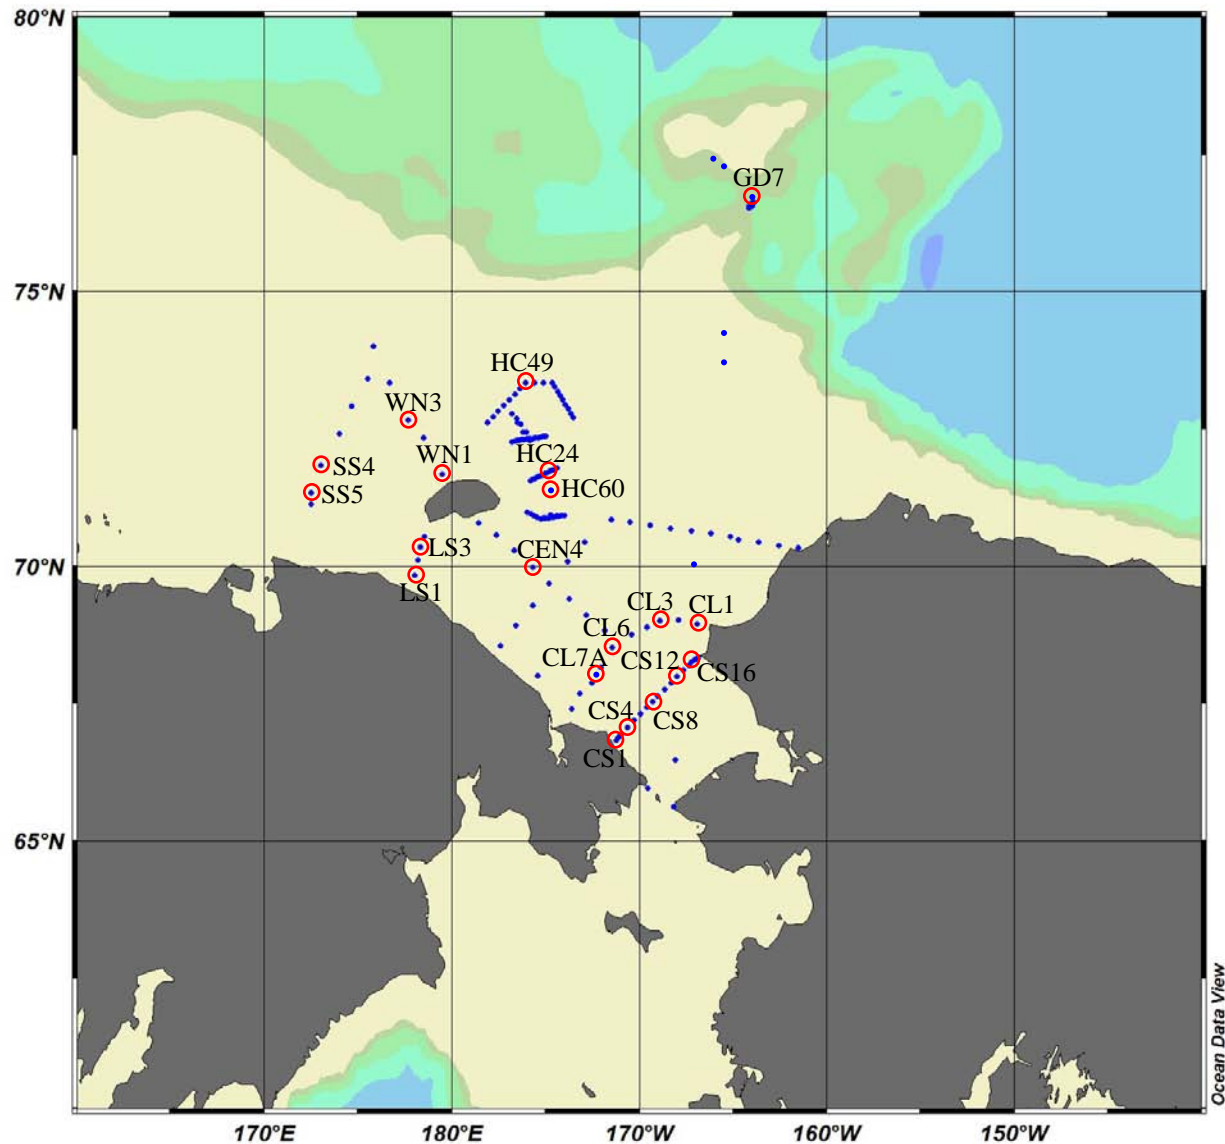 80°N
GD7
75°N
HC49
WN3
WN1
HC24
SS4
HC60
SS5
LS3
CEN4
70°N
LS1
CL3
CL1
CL6
CL7A
CS12
CS16
CS4
CS8
CS1
65°N
170°E
180°W
170°W
160°W
150°W
Ocean Data View